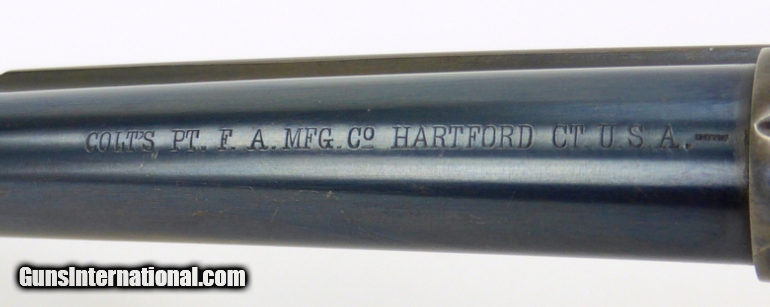 COLT'S PT. F. A. MFG. Co HARTFORD CT. U. S. A.
GunsInternational.com